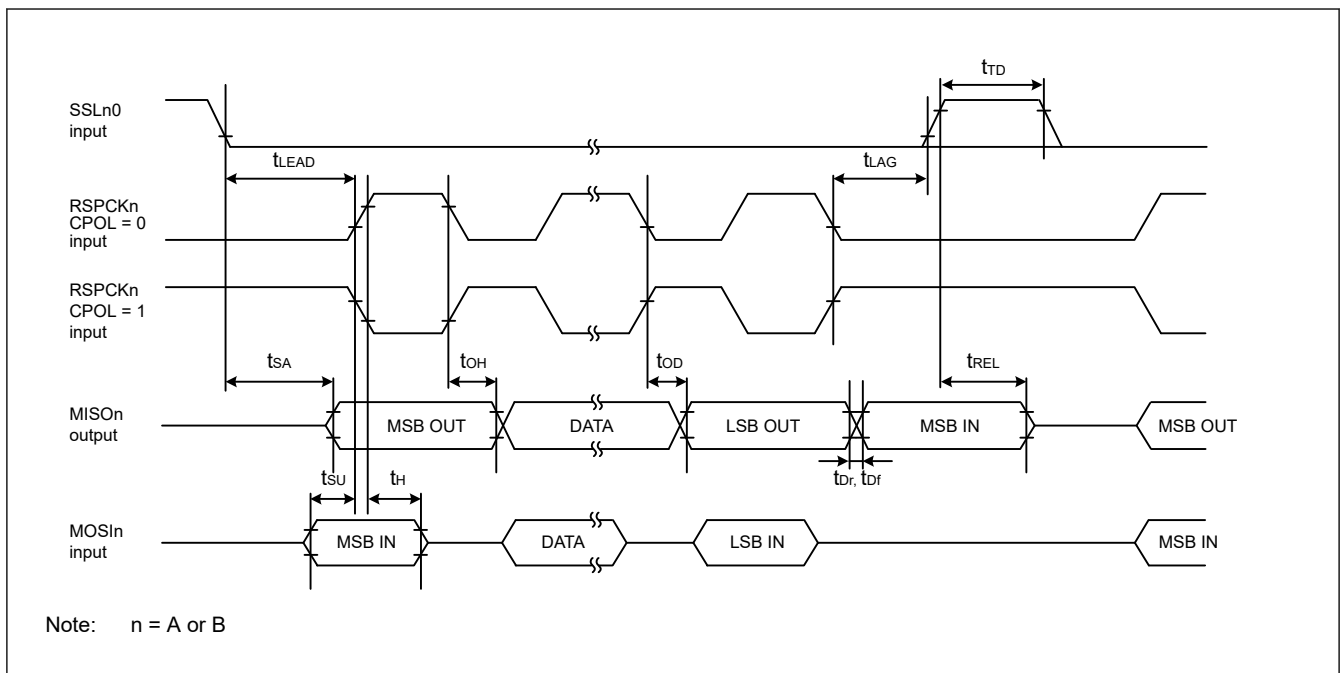 tTD
SSLn0
input
tLEAD
tLAG
RSPCKn
CPOL = 0
input
RSPCKn
CPOL = 1
input
tSA
tOH
tOD
tREL
MISOn
output
MSB OUT
DATA
LSB OUT
MSB IN
MSB OUT
tSU
tH
tDr, tDf
MOSIn
input
MSB IN
DATA
LSB IN
MSB IN
Note: n = A or B